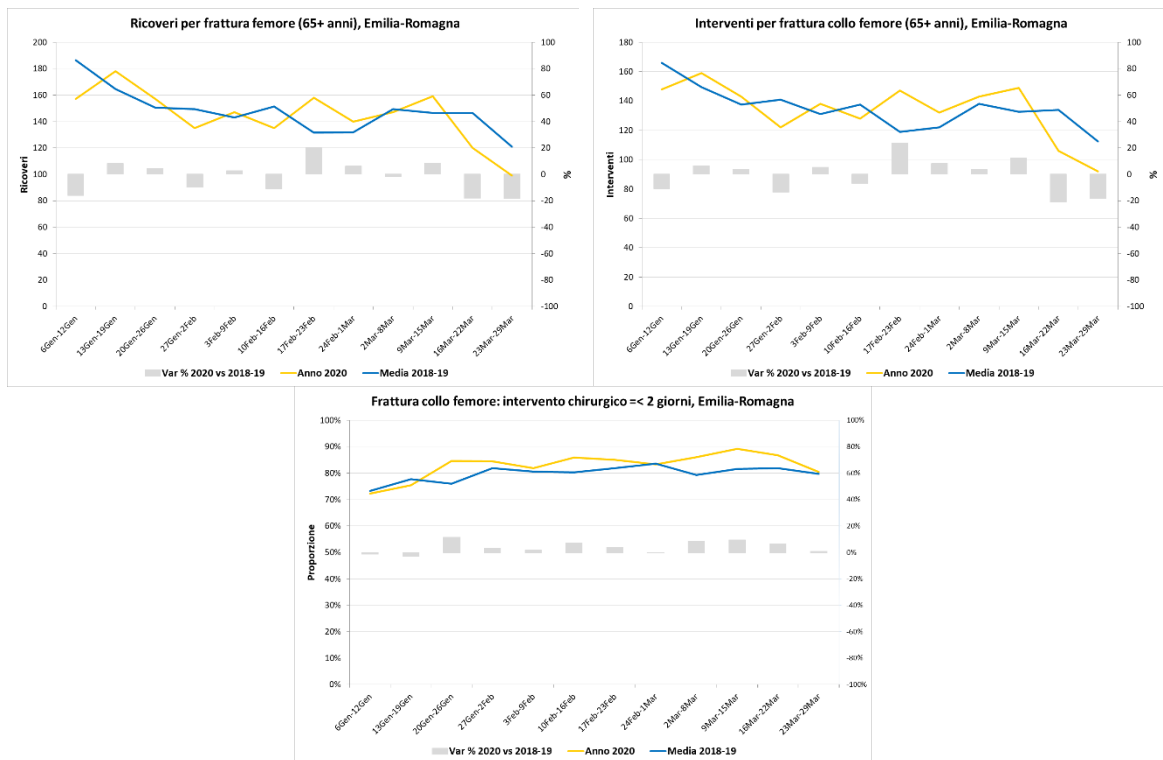 Ricoveri per frattura femore (65+ anni), Emilia-Romagna
200
180
160
140
120
100
80
60
40
20
0
Ricoveri
100
80
60
40
20
0
-20
-40
-60
-80
-100
%
6Gen-12Gen
13Gen-19Gen
20Gen-26Gen
27Gen-2Feb
3Feb-9Feb
10Feb-16Feb
17Feb-23Feb
24Feb-1Mar
2Mar-8Mar
9Mar-15Mar
16Mar-22Mar
23Mar-29Mar
Var % 2020 vs 2018-19 Anno 2020 Media 2018-19
Interventi per frattura collo femore (65+ anni), Emilia-Romagna
180
160
140
120
100
80
60
40
20
0
Interventi
100
80
60
40
20
0
-20
-40
-60
-80
-100
%
6Gen-12Gen
13Gen-19Gen
20Gen-26Gen
27Gen-2Feb
3Feb-9Feb
10Feb-16Feb
17Feb-23Feb
24Feb-1Mar
2Mar-8Mar
9Mar-15Mar
16Mar-22Mar
23Mar-29Mar
Var % 2020 vs 2018-19 Anno 2020 Media 2018-19
Frattura collo femore: intervento chirurgico =< 2 giorni, Emilia-Romagna
100%
90%
80%
70%
60%
50%
40%
30%
20%
10%
0%
Proporzione
100%
80%
60%
40%
20%
0%
-20%
-40%
-60%
-80%
-100%
6Gen-12Gen
13Gen-19Gen
20Gen-26Gen
27Gen-2Feb
3Feb-9Feb
10Feb-16Feb
17Feb-23Feb
24Feb-1Mar
2Mar-8Mar
9Mar-15Mar
16Mar-22Mar
23Mar-29Mar
Var % 2020 vs 2018-19 Anno 2020 Media 2018-19